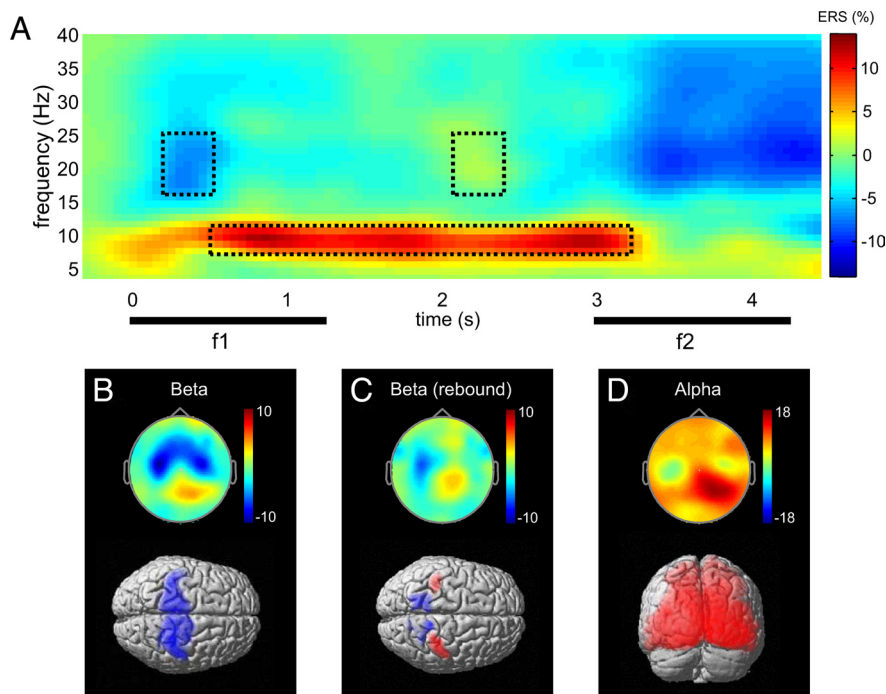 A
ERS (%)
frequency (Hz)
40
35
30
25
20
15
10
5
10
5
0
-5
-10
0 1 2 3 4
time (s)
f1 f2
B Beta
10
-10
C Beta (rebound)
10
-10
D Alpha
18
-18